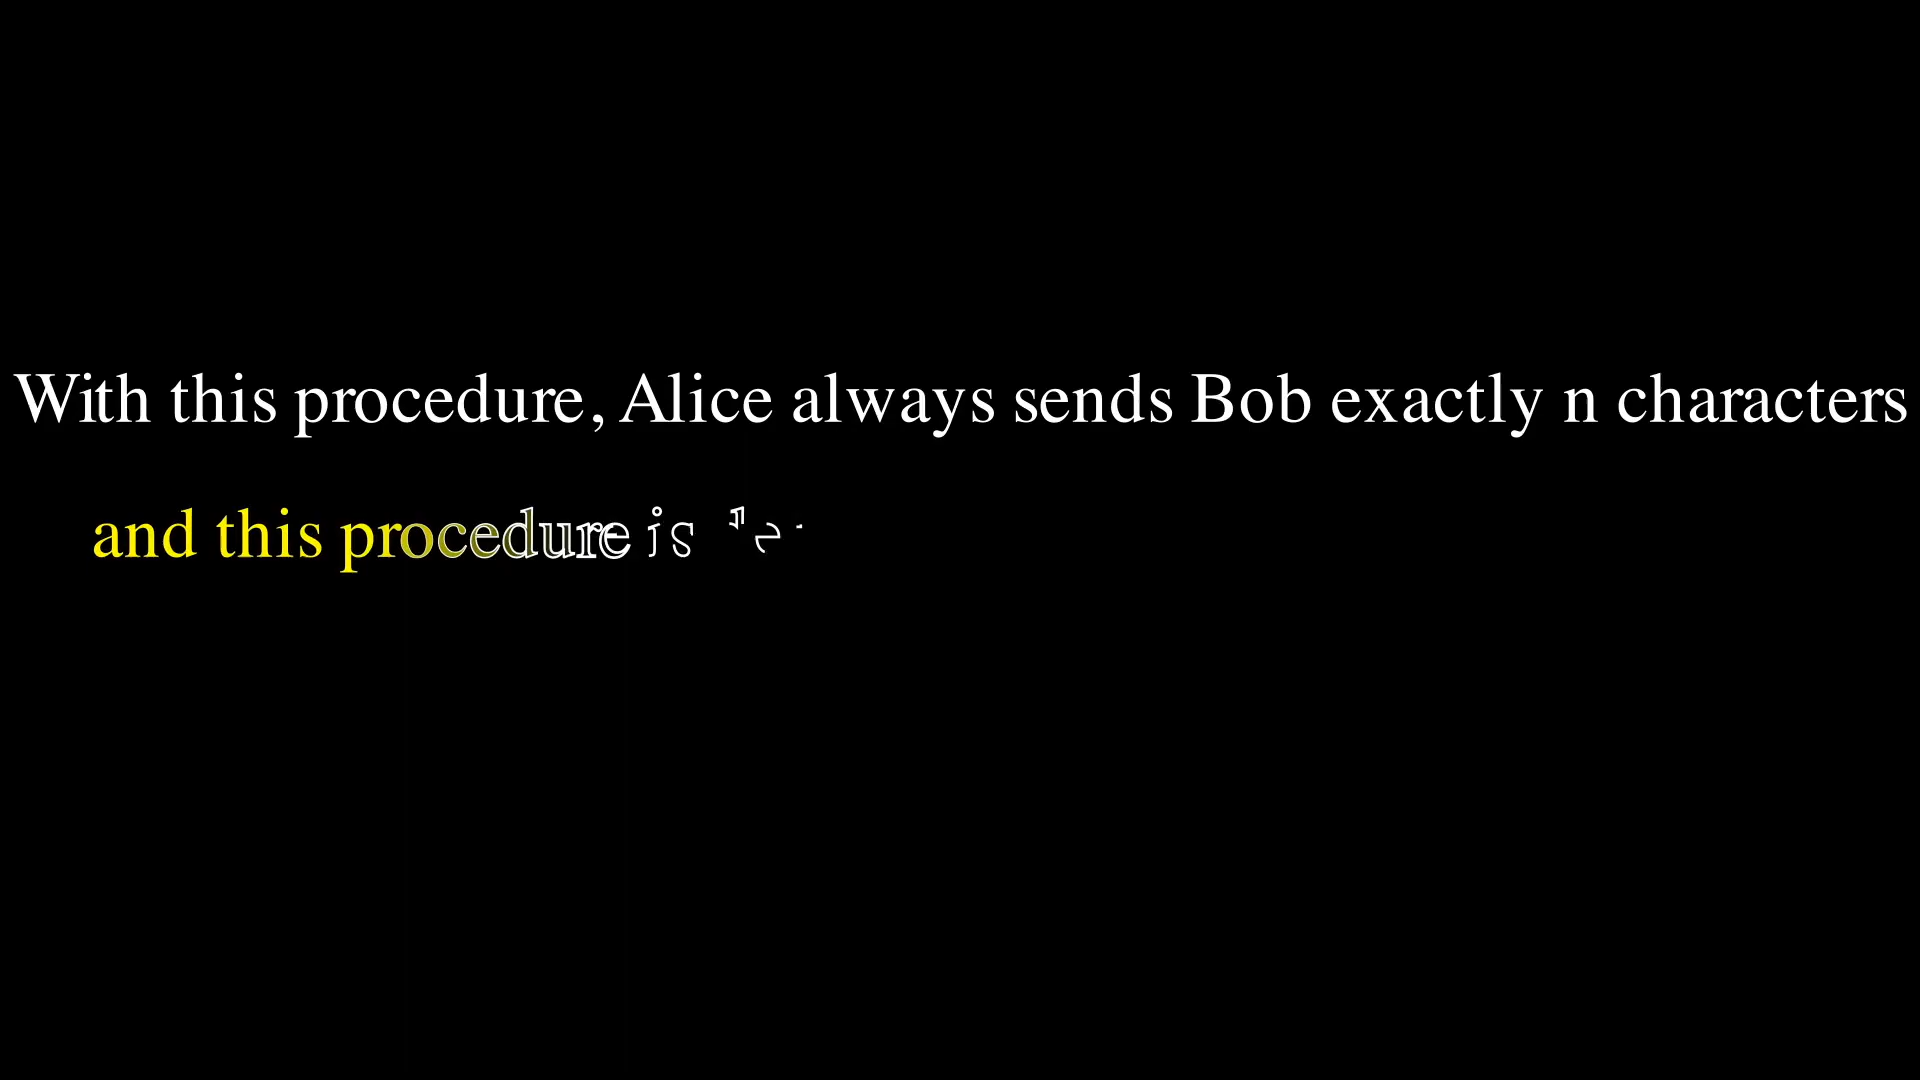 With this procedure, Alice always sends Bob exactly n characters
and this procedure is